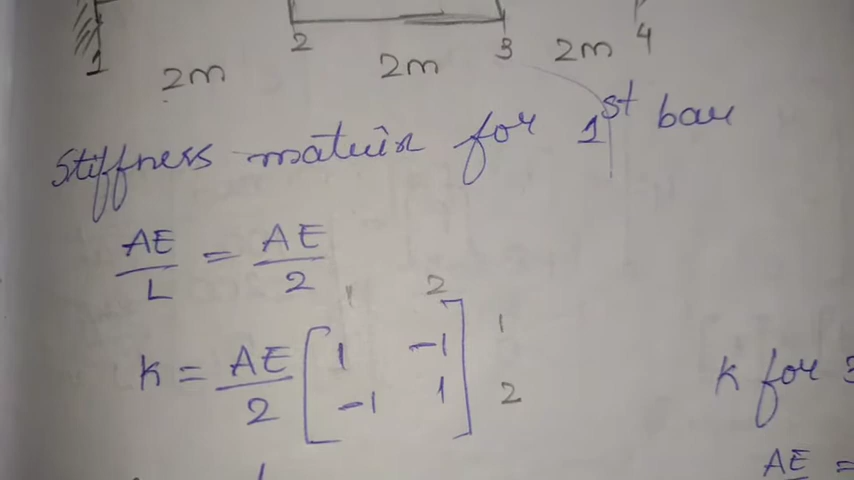 1 2 3 4
2m 2m 2m
Stiffness matrix for 1st bar
AE/L = AE/2
1 2
K = AE/2 [1 -1] 1
[-1 1] 2
K for
AE =